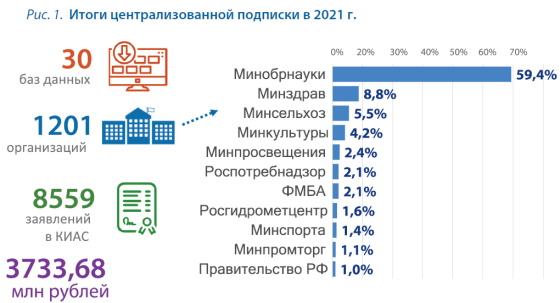 Рис. 1. Итоги централизованной подписки в 2021 г.
30
баз данных
1201
организаций
8559
заявлений
в КИАС
3733,68
млн рублей
0% 10% 20% 30% 40% 50% 60% 70%
Минобрнауки 59,4%
Минздрав 8,8%
Минсельхоз 5,5%
Минкультуры 4,2%
Минпросвещения 2,4%
Роспотребнадзор 2,1%
ФМБА 2,1%
Росгидрометцентр 1,6%
Минспорта 1,4%
Минпромторг 1,1%
Правительство РФ 1,0%